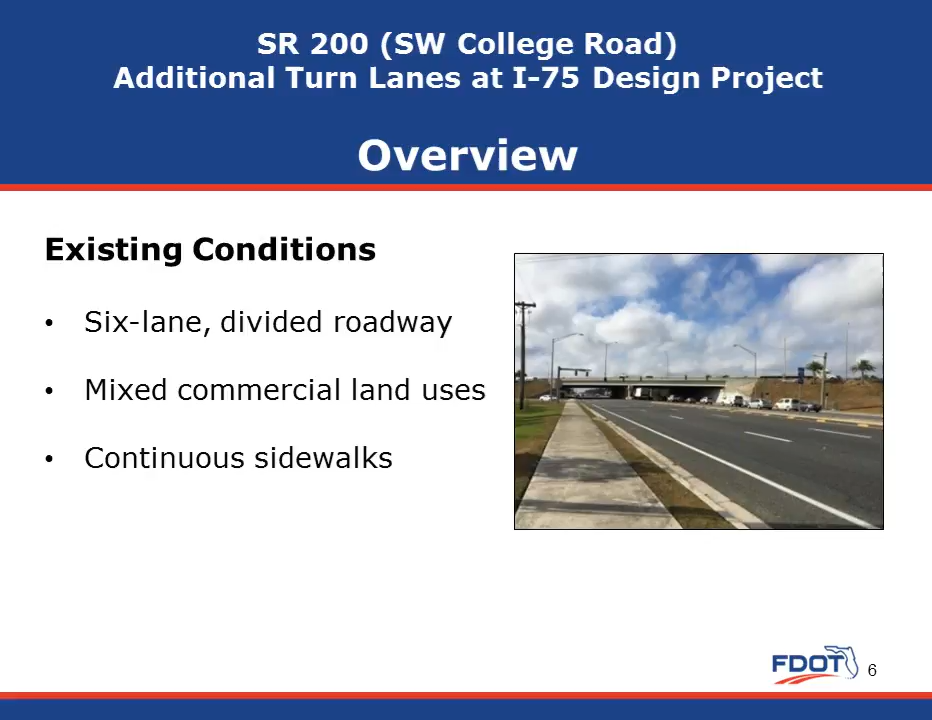 SR 200 (SW College Road)
Additional Turn Lanes at I-75 Design Project
Overview
Existing Conditions
• Six-lane, divided roadway
• Mixed commercial land uses
• Continuous sidewalks
FDOT
6